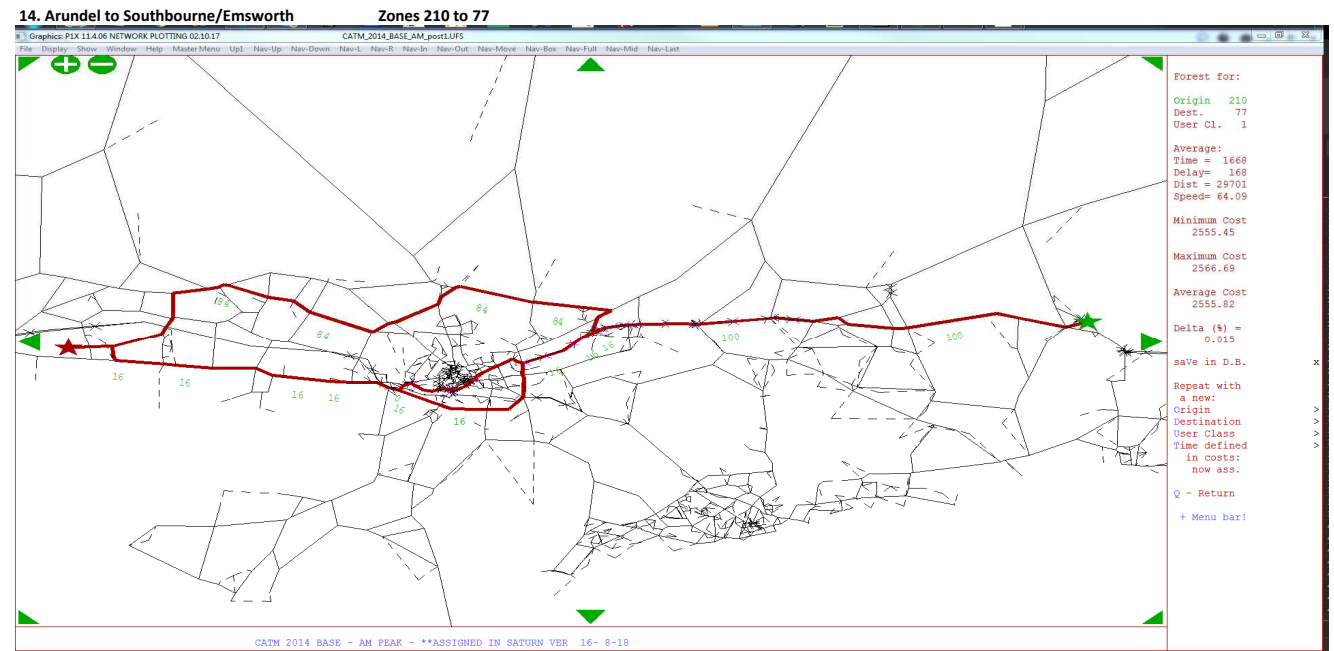 14. Arundel to Southbourne/Emsworth Zones 210 to 77
Graphics: P1X 11.4.06 NETWORK PLOTTING 02.10.17 CATM_2014_BASE_AM_post1.UFS
File Display Show Window Help Master Menu Up1 Nav-Up Nav-Down Nav-L Nav-R Nav-In Nav-Out Nav-Move Nav-Box Nav-Full Nav-Mid Nav-Last
Forest for:
Origin 210
Dest. 77
User Cl. 1
Average:
Time = 1668
Delay= 168
Dist = 29701
Speed= 64.09
Minimum Cost
2555.45
Maximum Cost
2566.69
Average Cost
2555.82
Delta (%) =
0.015
saVe in D.B. x
Repeat with
a new:
Origin >
Destination >
User Class >
Time defined >
in costs:
now ass.
Q - Return
+ Menu bar!
84
84
84
84
100
100
16
16
16
16
16
16
16
0
16
16
CATM 2014 BASE - AM PEAK - **ASSIGNED IN SATURN VER 16- 8-18